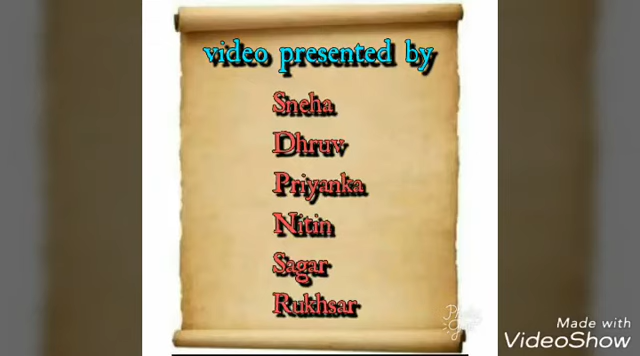 video presented by
Sneha
Dhruv
Priyanka
Nitin
Sagar
Rukhsar
Made with
VideoShow